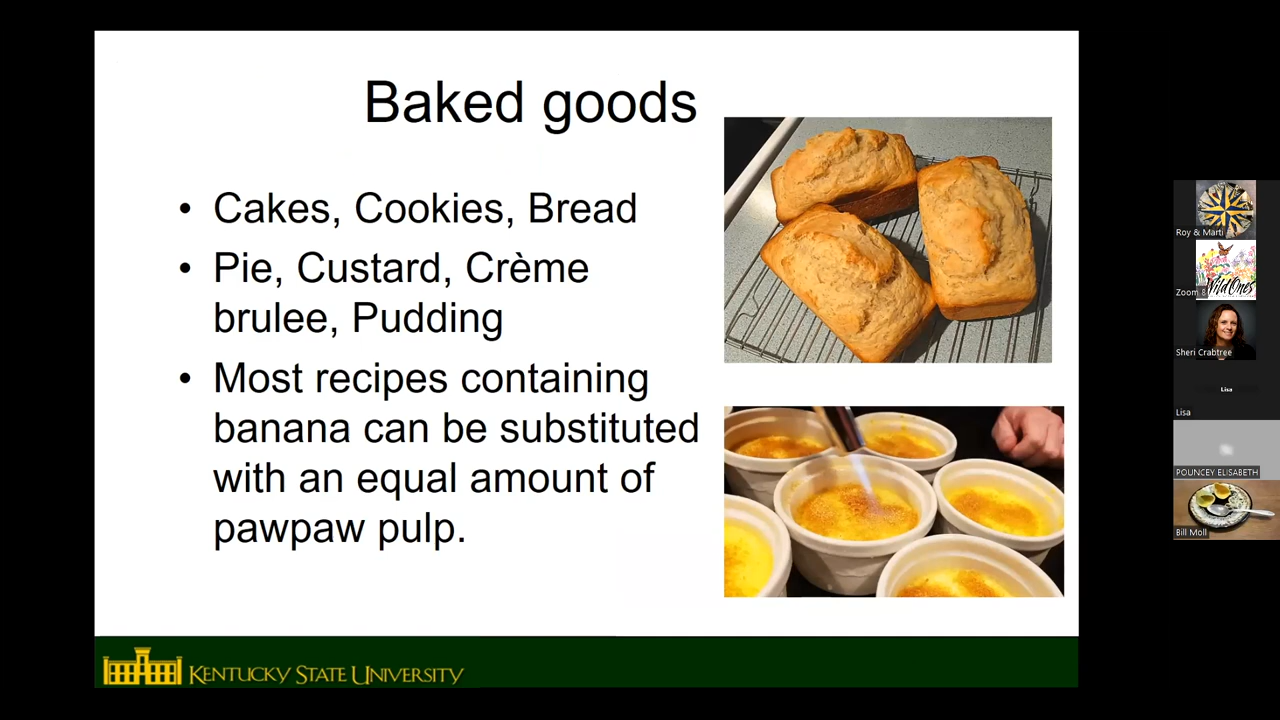 Baked goods
• Cakes, Cookies, Bread
• Pie, Custard, Crème
brulee, Pudding
• Most recipes containing
banana can be substituted
with an equal amount of
pawpaw pulp.
KENTUCKY STATE UNIVERSITY
Roy & Marti
Zoom 8
Wild Ones
Sheri Crabtree
Lisa
Lisa
POUNCEY ELISABETH
Bill Moll